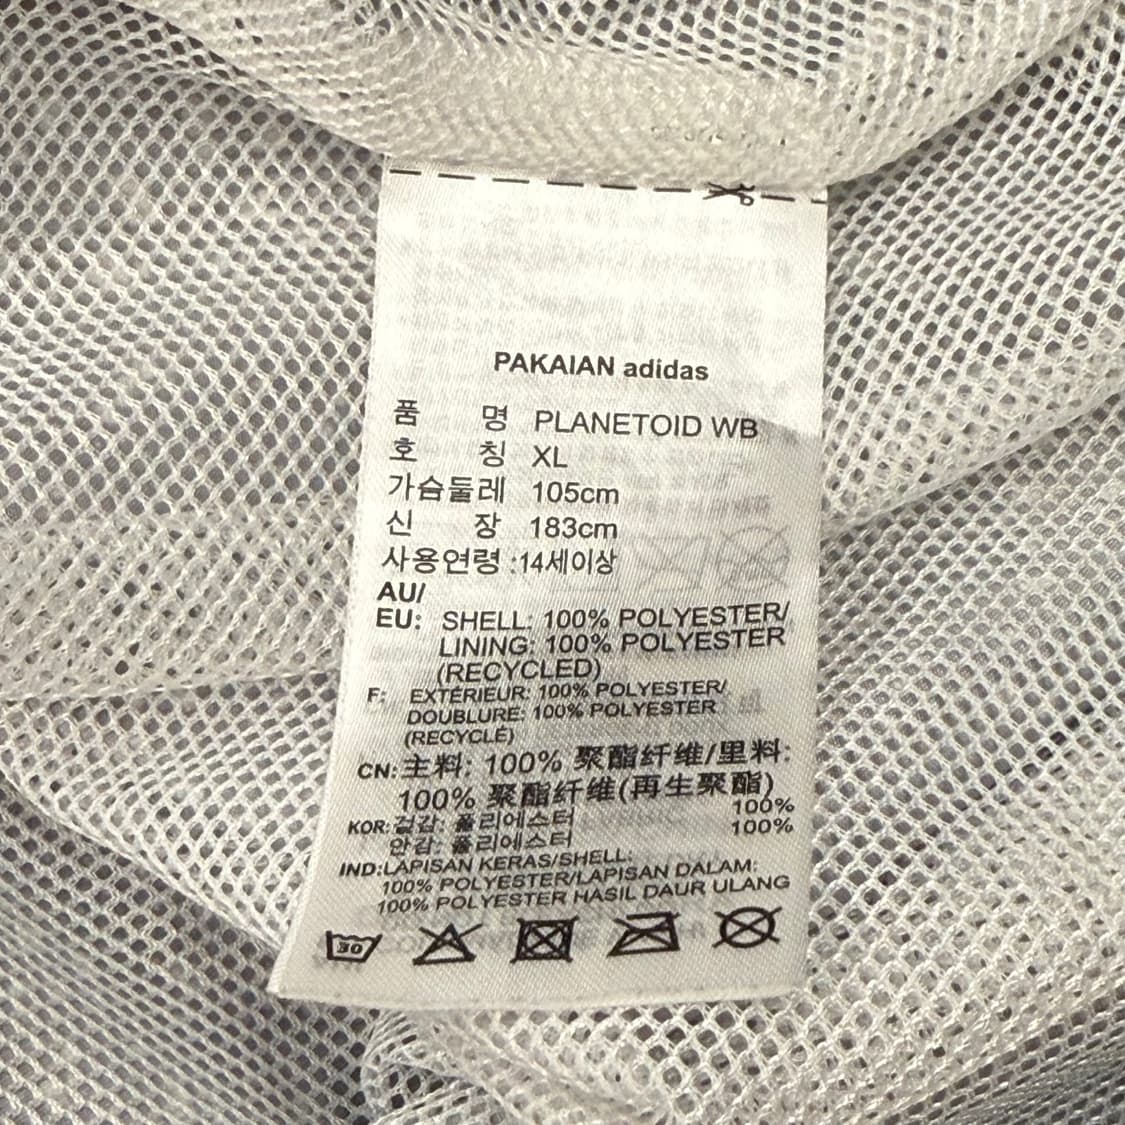 PAKAIAN adidas
품 명 PLANETOID WB
호 칭 XL
가슴둘레 105cm
신 장 183cm
사용연령 :14세이상
AU/
EU: SHELL: 100% POLYESTER/
LINING: 100% POLYESTER
(RECYCLED)
F: EXTÉRIEUR: 100% POLYESTER/
DOUBLURE: 100% POLYESTER
(RECYCLÉ)
CN: 主料: 100% 聚酯纤维/里料:
100% 聚酯纤维(再生聚酯)
KOR: 겉감: 폴리에스터 100%
안감: 폴리에스터 100%
IND:LAPISAN KERAS/SHELL:
100% POLYESTER/LAPISAN DALAM:
100% POLYESTER HASIL DAUR ULANG
30